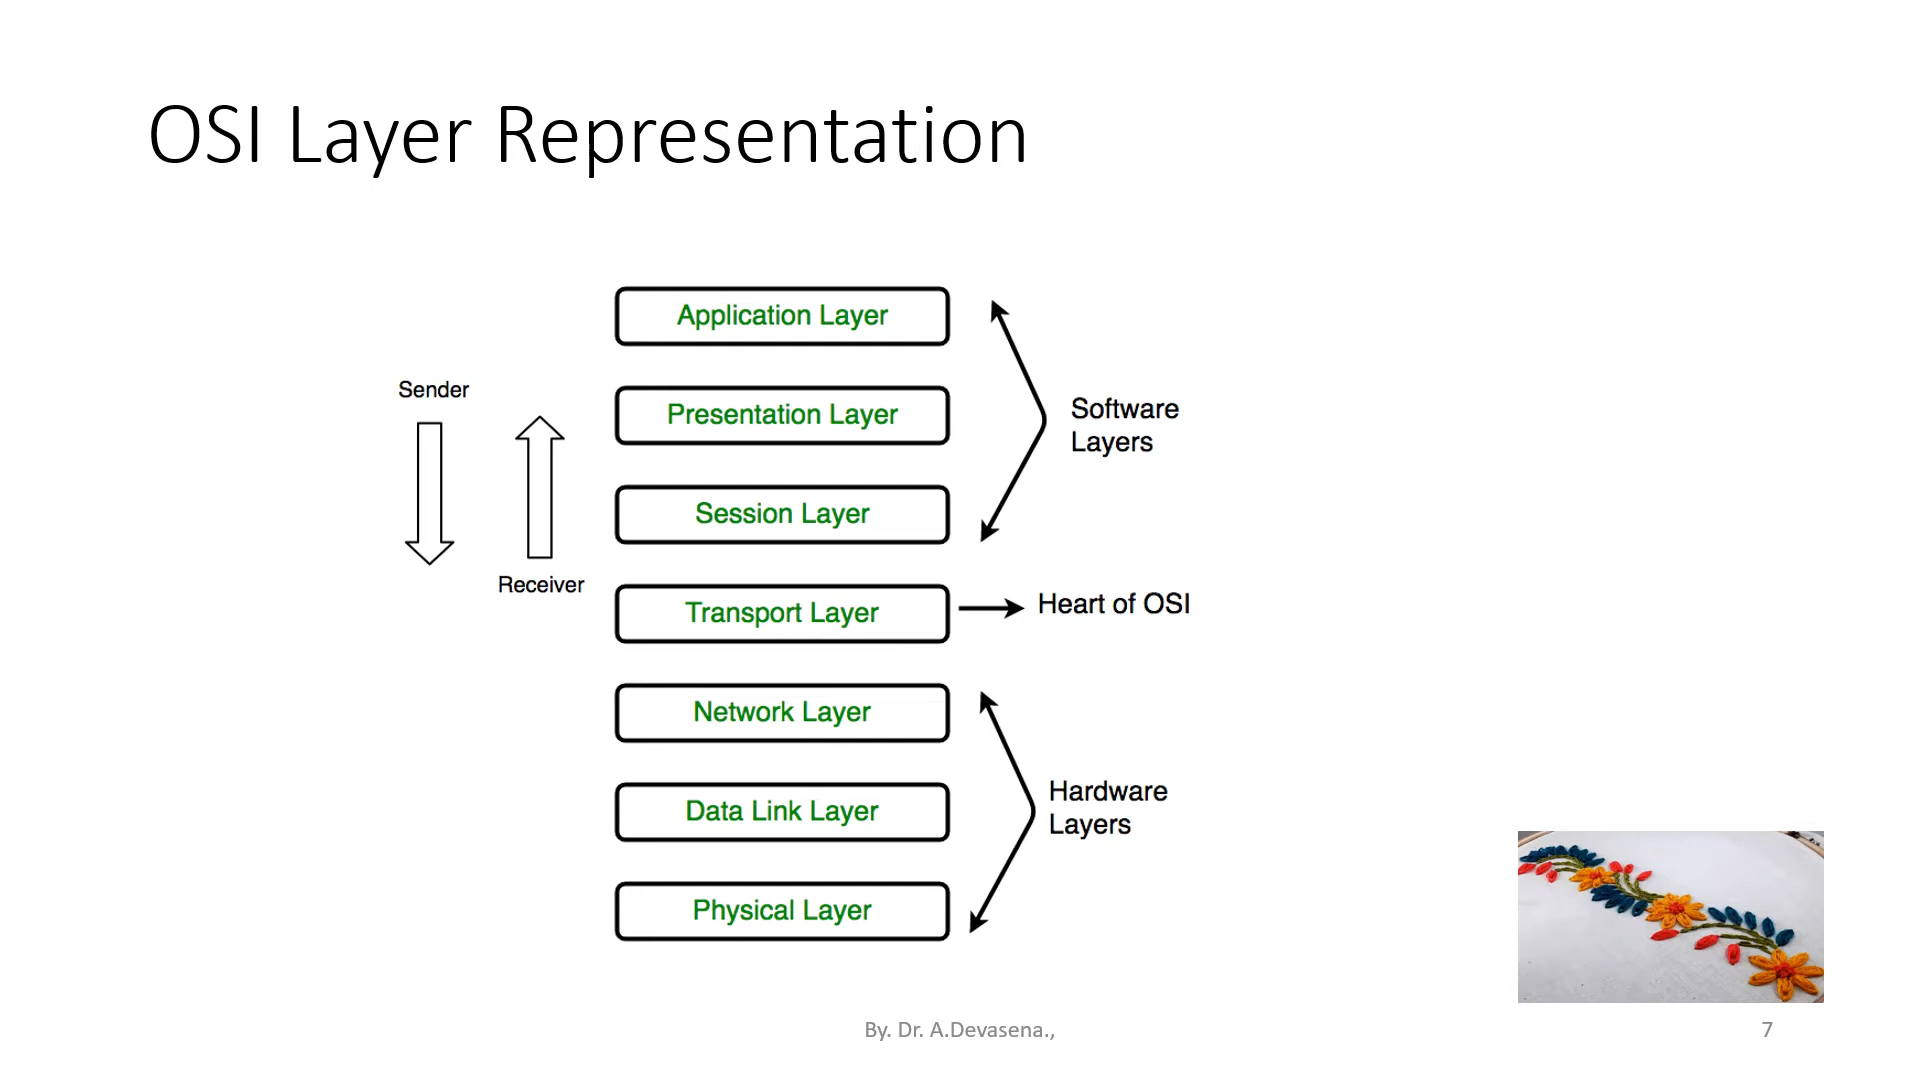 OSI Layer Representation
Application Layer
Sender
Presentation Layer
Software
Layers
Session Layer
Receiver
Transport Layer
Heart of OSI
Network Layer
Data Link Layer
Hardware
Layers
Physical Layer
By. Dr. A.Devasena.,
7